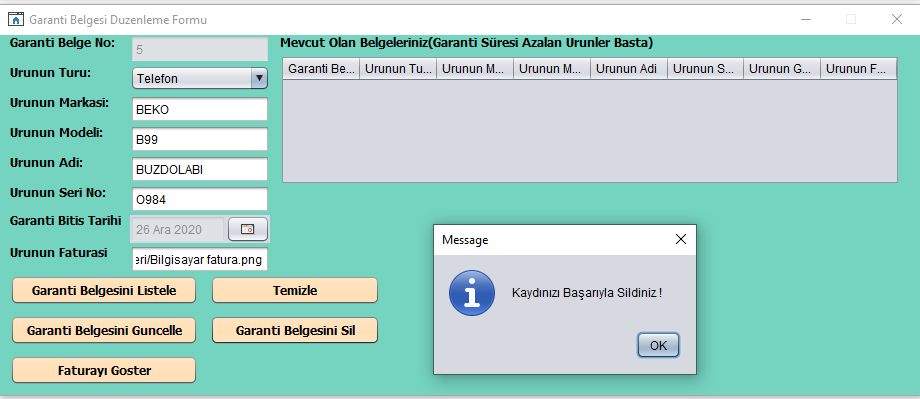 Garanti Belgesi Duzenleme Formu
Garanti Belge No:
5
Mevcut Olan Belgeleriniz(Garanti Süresi Azalan Urunler Basta)
Urunun Turu:
Telefon
Garanti Be... Urunun Tu... Urunun M... Urunun M... Urunun Adi Urunun S... Urunun G... Urunun F...
Urunun Markasi:
BEKO
Urunun Modeli:
B99
Urunun Adi:
BUZDOLABI
Urunun Seri No:
O984
Garanti Bitis Tarihi
26 Ara 2020
Urunun Faturasi
eri/Bilgisayar fatura.png
Garanti Belgesini Listele
Temizle
Garanti Belgesini Guncelle
Garanti Belgesini Sil
Faturayı Goster
Message
Kaydınızı Başarıyla Sildiniz !
OK